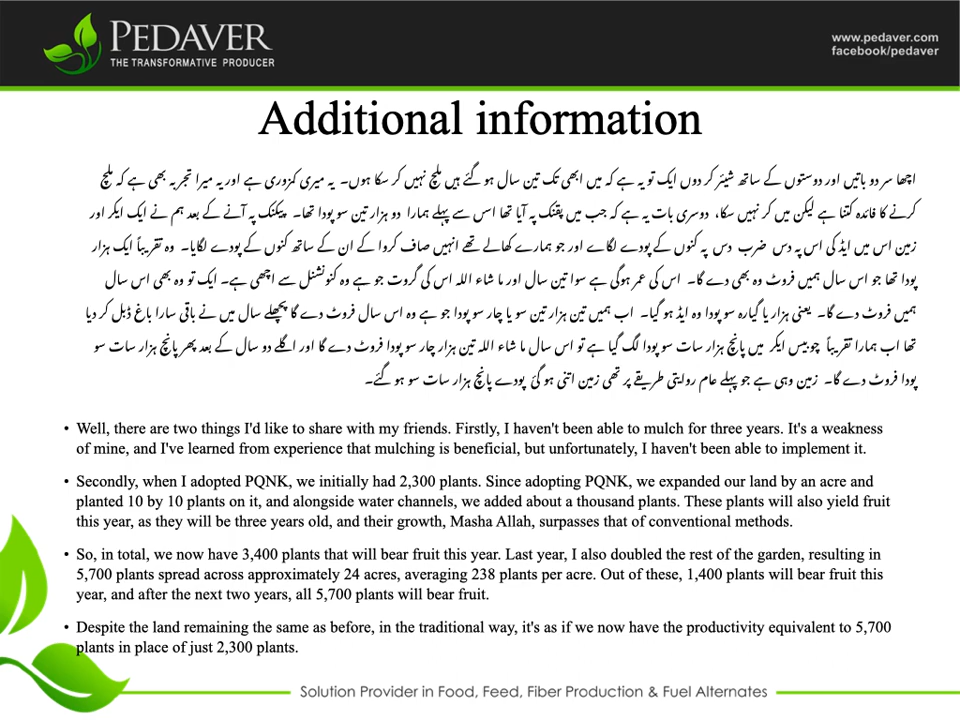 PEDAVER
THE TRANSFORMATIVE PRODUCER
www.pedaver.com
facebook/pedaver
Additional information
اچھا سر دو باتیں اور دوستوں کے ساتھ شیئر کر دوں ایک تو یہ ہے کہ میں ابھی تک تین سال ہو گئے ہیں ملچ نہیں کر سکا ہوں۔ یہ میری کمزوری ہے اور یہ میرا تجربہ بھی ہے کہ ملچ
کرنے کا فائدہ کتنا ہے لیکن میں کر نہیں سکا، دوسری بات یہ ہے کہ جب میں پقنک پہ آیا تھا اس سے پہلے ہمارا دو ہزار تین سو پودا تھا۔ پیکنک پہ آنے کے بعد ہم نے ایک ایکر اور
زمین اس میں ایڈ کی اس پہ دس ضرب دس پہ کنوں کے پودے لگائے اور جو ہمارے کھالے تھے انہیں صاف کروا کے ان کے ساتھ کنوں کے پودے لگایا۔ وہ تقریباً ایک ہزار
پودا تھا جو اس سال ہمیں فروٹ وہ بھی دے گا۔ اس کی عمر ہوگی ہے سوا تین سال اور ما شاء اللہ اس کی گروت جو ہے وہ کنونشنل سے اچھی ہے۔ ایک تو وہ بھی اس سال
ہمیں فروٹ دے گا۔ یعنی ہزار یا گیارہ سو پودا وہ ایڈ ہو گیا۔ اب ہمیں تین ہزار تین سو یا چار سو پودا جو ہے وہ اس سال فروٹ دے گا پچھلے سال میں نے باقی سارا باغ ڈبل کر دیا
تھا اب ہمارا تقریباً چوبیس ایکر میں پانچ ہزار سات سو پودا لگ گیا ہے تو اس سال ما شاء اللہ تین ہزار چار سو پودا فروٹ دے گا اور اگلے دو سال کے بعد پھر پانچ ہزار سات سو
پودا فروٹ دے گا۔ زمین وہی ہے جو پہلے عام روایتی طریقے پر تھی زمین اتنی ہو گئ پودے پانچ ہزار سات سو ہو گئے۔
• Well, there are two things I'd like to share with my friends. Firstly, I haven't been able to mulch for three years. It's a weakness
of mine, and I've learned from experience that mulching is beneficial, but unfortunately, I haven't been able to implement it.
• Secondly, when I adopted PQNK, we initially had 2,300 plants. Since adopting PQNK, we expanded our land by an acre and
planted 10 by 10 plants on it, and alongside water channels, we added about a thousand plants. These plants will also yield fruit
this year, as they will be three years old, and their growth, Masha Allah, surpasses that of conventional methods.
• So, in total, we now have 3,400 plants that will bear fruit this year. Last year, I also doubled the rest of the garden, resulting in
5,700 plants spread across approximately 24 acres, averaging 238 plants per acre. Out of these, 1,400 plants will bear fruit this
year, and after the next two years, all 5,700 plants will bear fruit.
• Despite the land remaining the same as before, in the traditional way, it's as if we now have the productivity equivalent to 5,700
plants in place of just 2,300 plants.
Solution Provider in Food, Feed, Fiber Production & Fuel Alternates